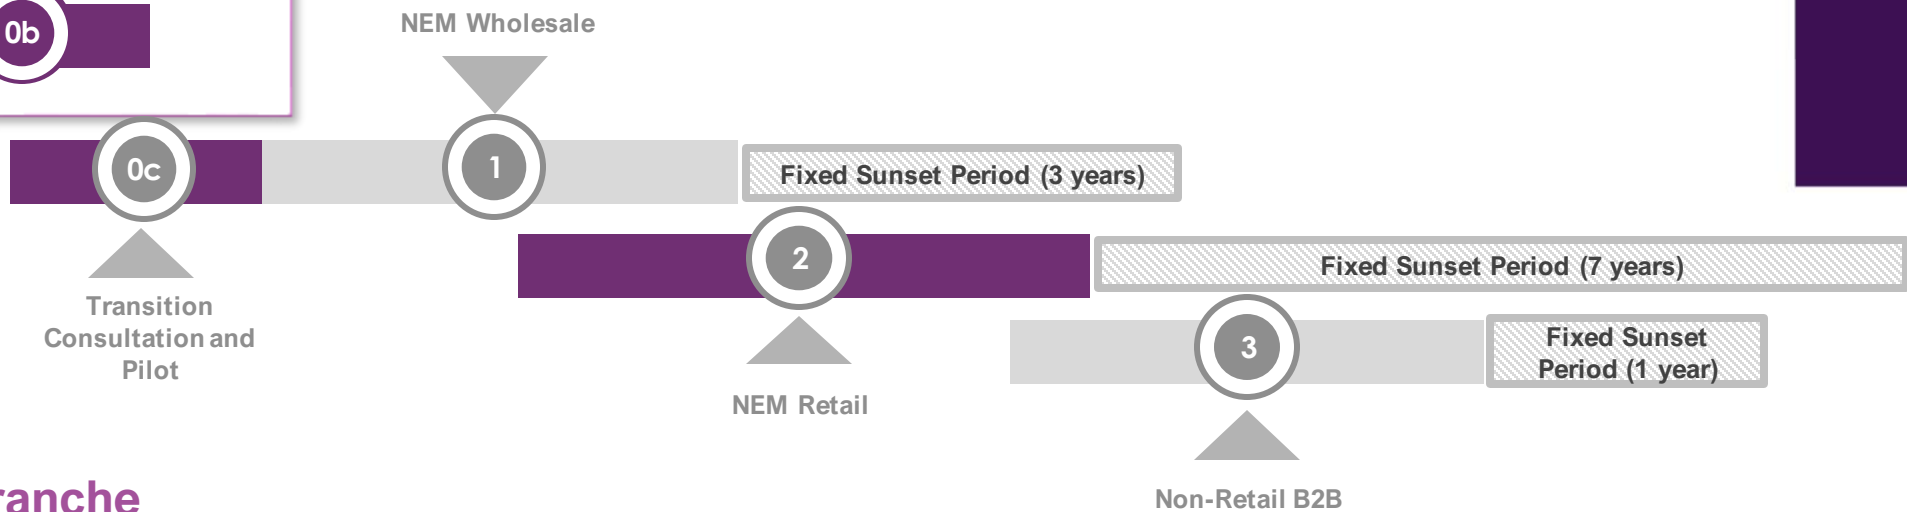 0b
NEM Wholesale
0c
1
Fixed Sunset Period (3 years)
2
Fixed Sunset Period (7 years)
Transition
Consultation and
Pilot
3
Fixed Sunset
Period (1 year)
NEM Retail
Non-Retail B2B
ranche